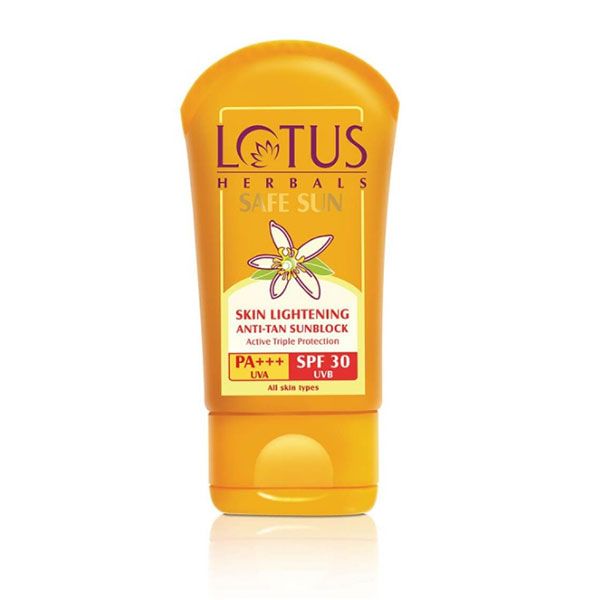 LOTUS
HERBALS
SAFE SUN
SKIN LIGHTENING
ANTI-TAN SUNBLOCK
Active Triple Protection
PA+++ SPF 30
UVA UVB
All skin types